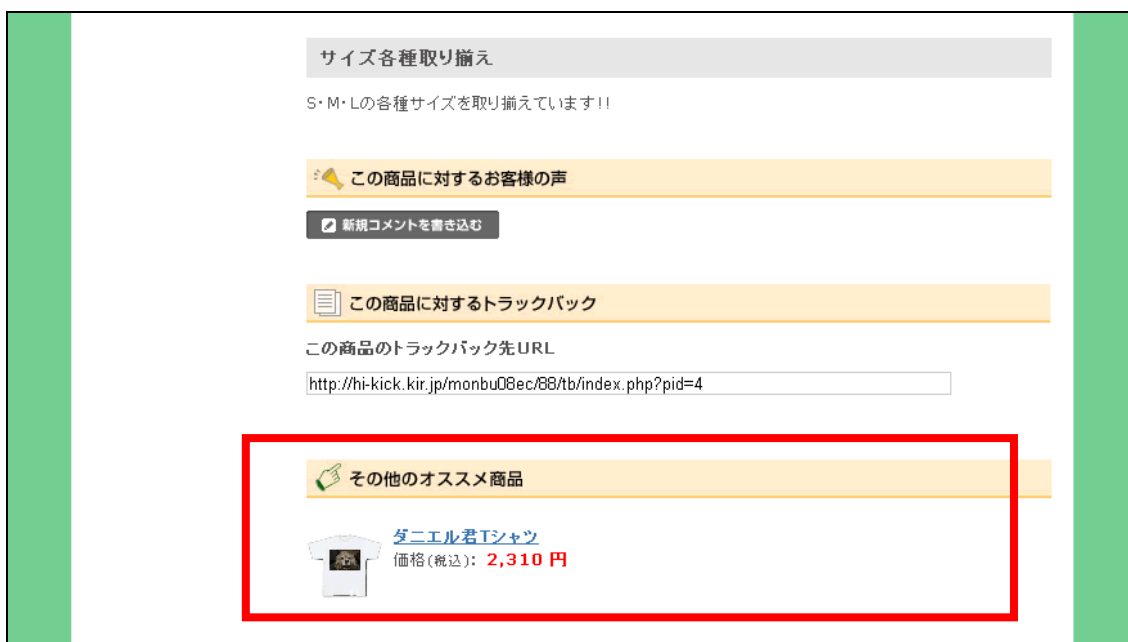 サイズ各種取り揃え
S・M・Lの各種サイズを取り揃えています!!
この商品に対するお客様の声
新規コメントを書き込む
この商品に対するトラックバック
この商品のトラックバック先URL
http://hi-kick.kir.jp/monbu08ec/88/tb/index.php?pid=4
その他のオススメ商品
ダニエル君Tシャツ
価格(税込): 2,310 円